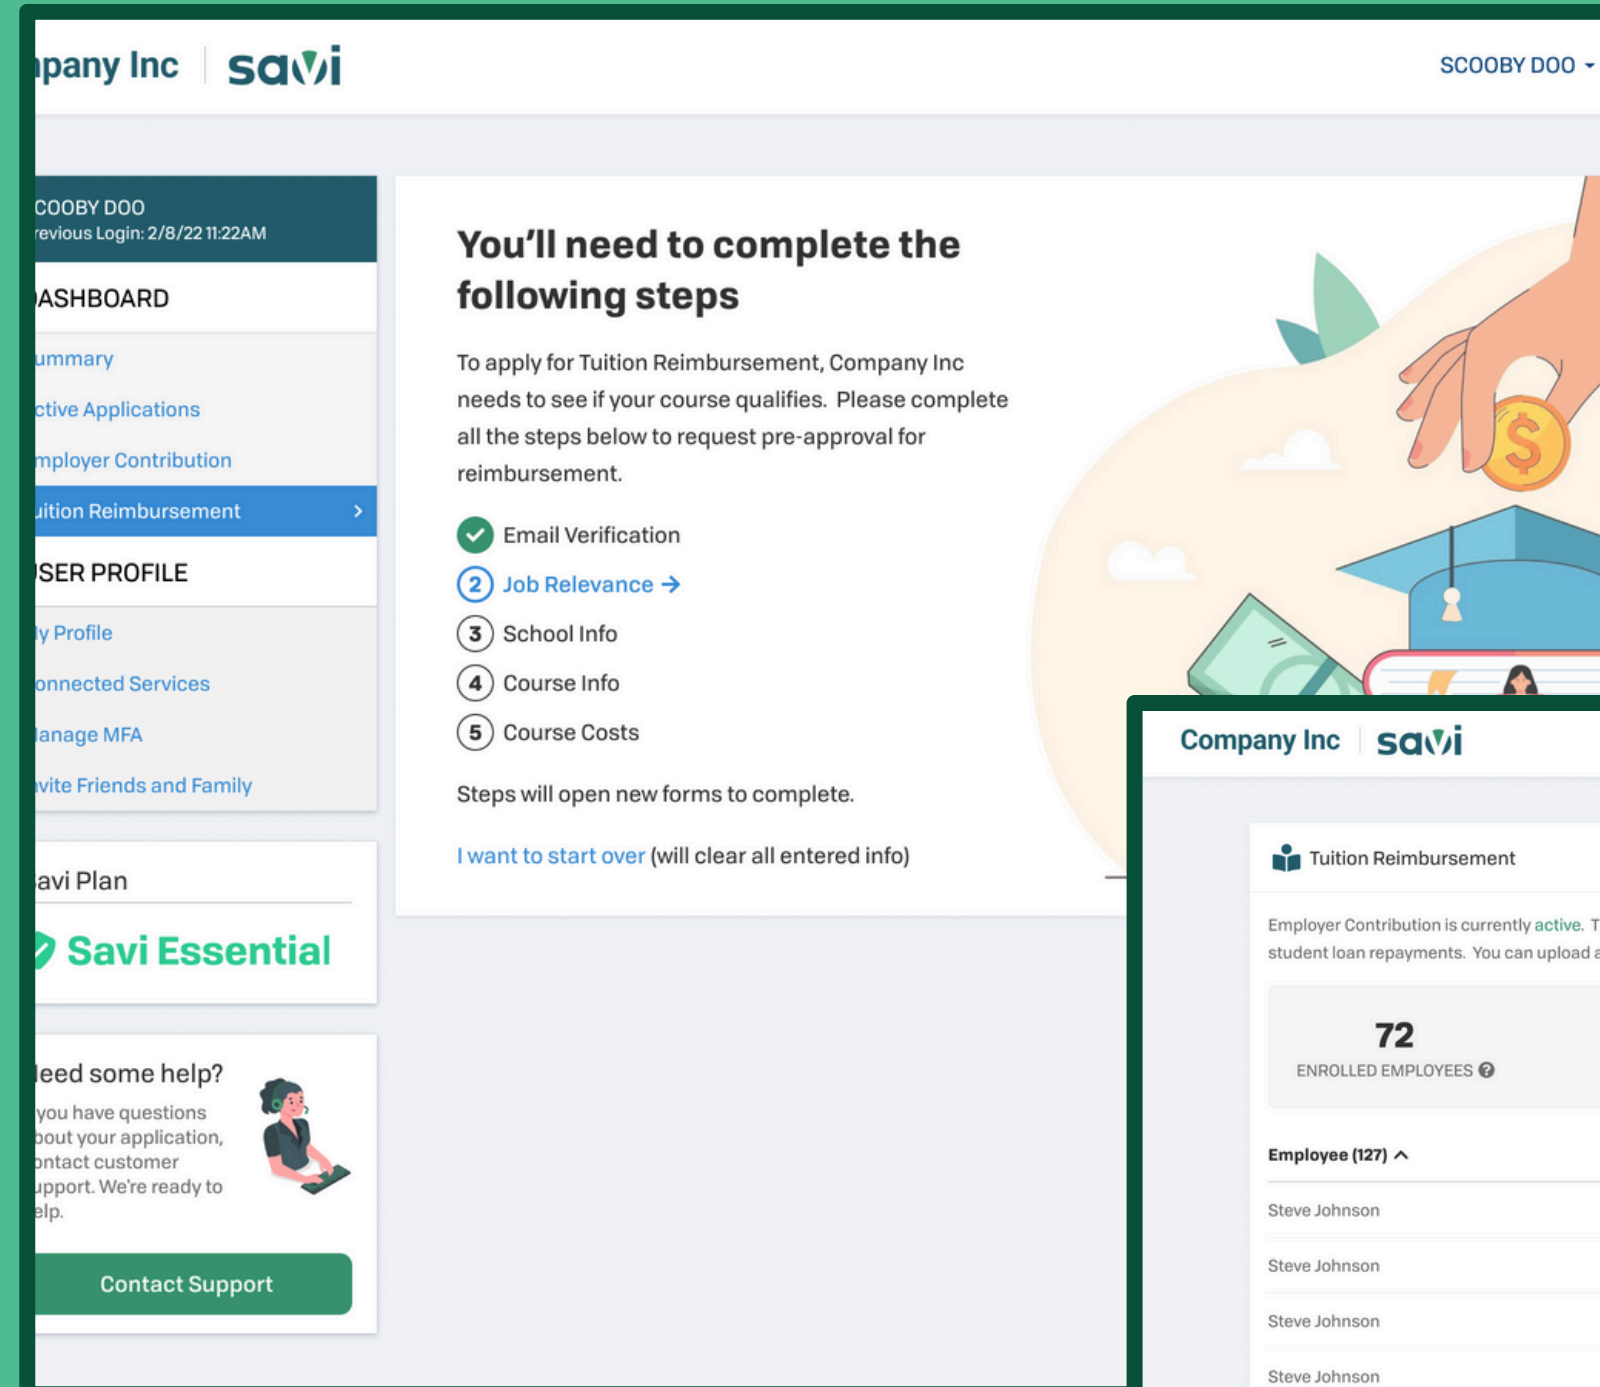 mpany Inc savi
SCOOBY DOO
COOBY DOO
revious Login: 2/8/22 11:22AM
DASHBOARD
ummary
ctive Applications
mployer Contribution
uition Reimbursement
USER PROFILE
y Profile
onnected Services
anage MFA
nvite Friends and Family
avi Plan
Savi Essential
eed some help?
you have questions
bout your application,
ontact customer
upport. We're ready to
elp.
Contact Support
You'll need to complete the
following steps
To apply for Tuition Reimbursement, Company Inc
needs to see if your course qualifies. Please complete
all the steps below to request pre-approval for
reimbursement.
Email Verification
2 Job Relevance →
3 School Info
4 Course Info
5 Course Costs
Steps will open new forms to complete.
I want to start over (will clear all entered info)
$
Company Inc savi
Tuition Reimbursement
Employer Contribution is currently active. T
student loan repayments. You can upload a
72
ENROLLED EMPLOYEES ?
Employee (127)
Steve Johnson
Steve Johnson
Steve Johnson
Steve Johnson